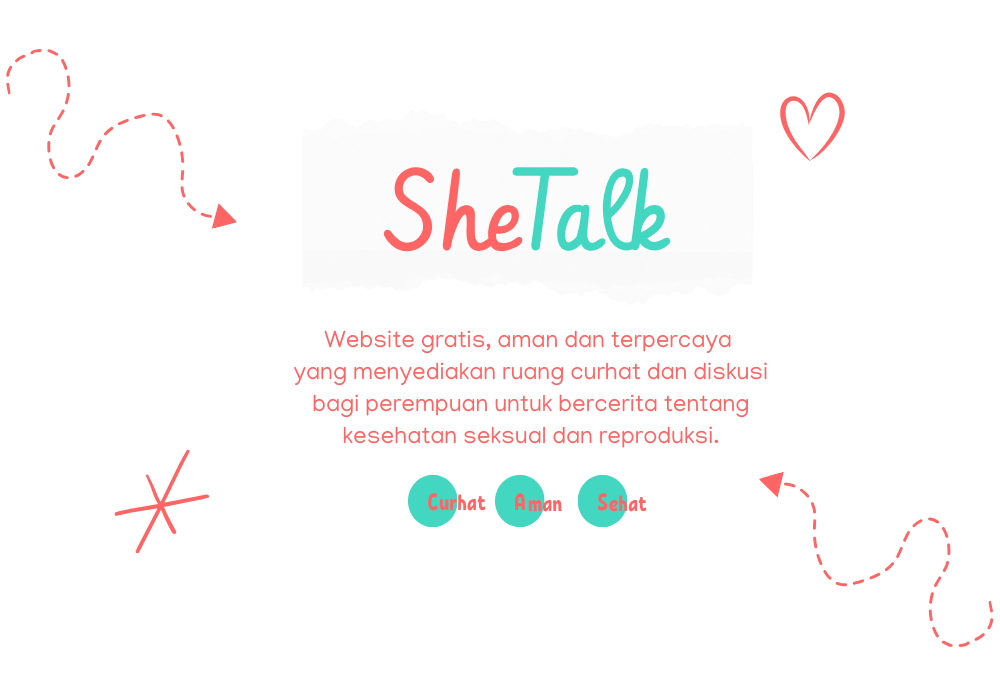 SheTalk
Website gratis, aman dan terpercaya
yang menyediakan ruang curhat dan diskusi
bagi perempuan untuk bercerita tentang
kesehatan seksual dan reproduksi.
Curhat Aman Sehat